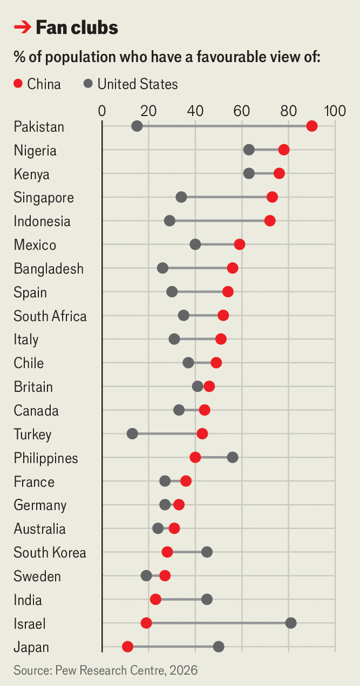 ➔ Fan clubs
% of population who have a favourable view of:
China United States
0 20 40 60 80 100
Pakistan
Nigeria
Kenya
Singapore
Indonesia
Mexico
Bangladesh
Spain
South Africa
Italy
Chile
Britain
Canada
Turkey
Philippines
France
Germany
Australia
South Korea
Sweden
India
Israel
Japan
Source: Pew Research Centre, 2026